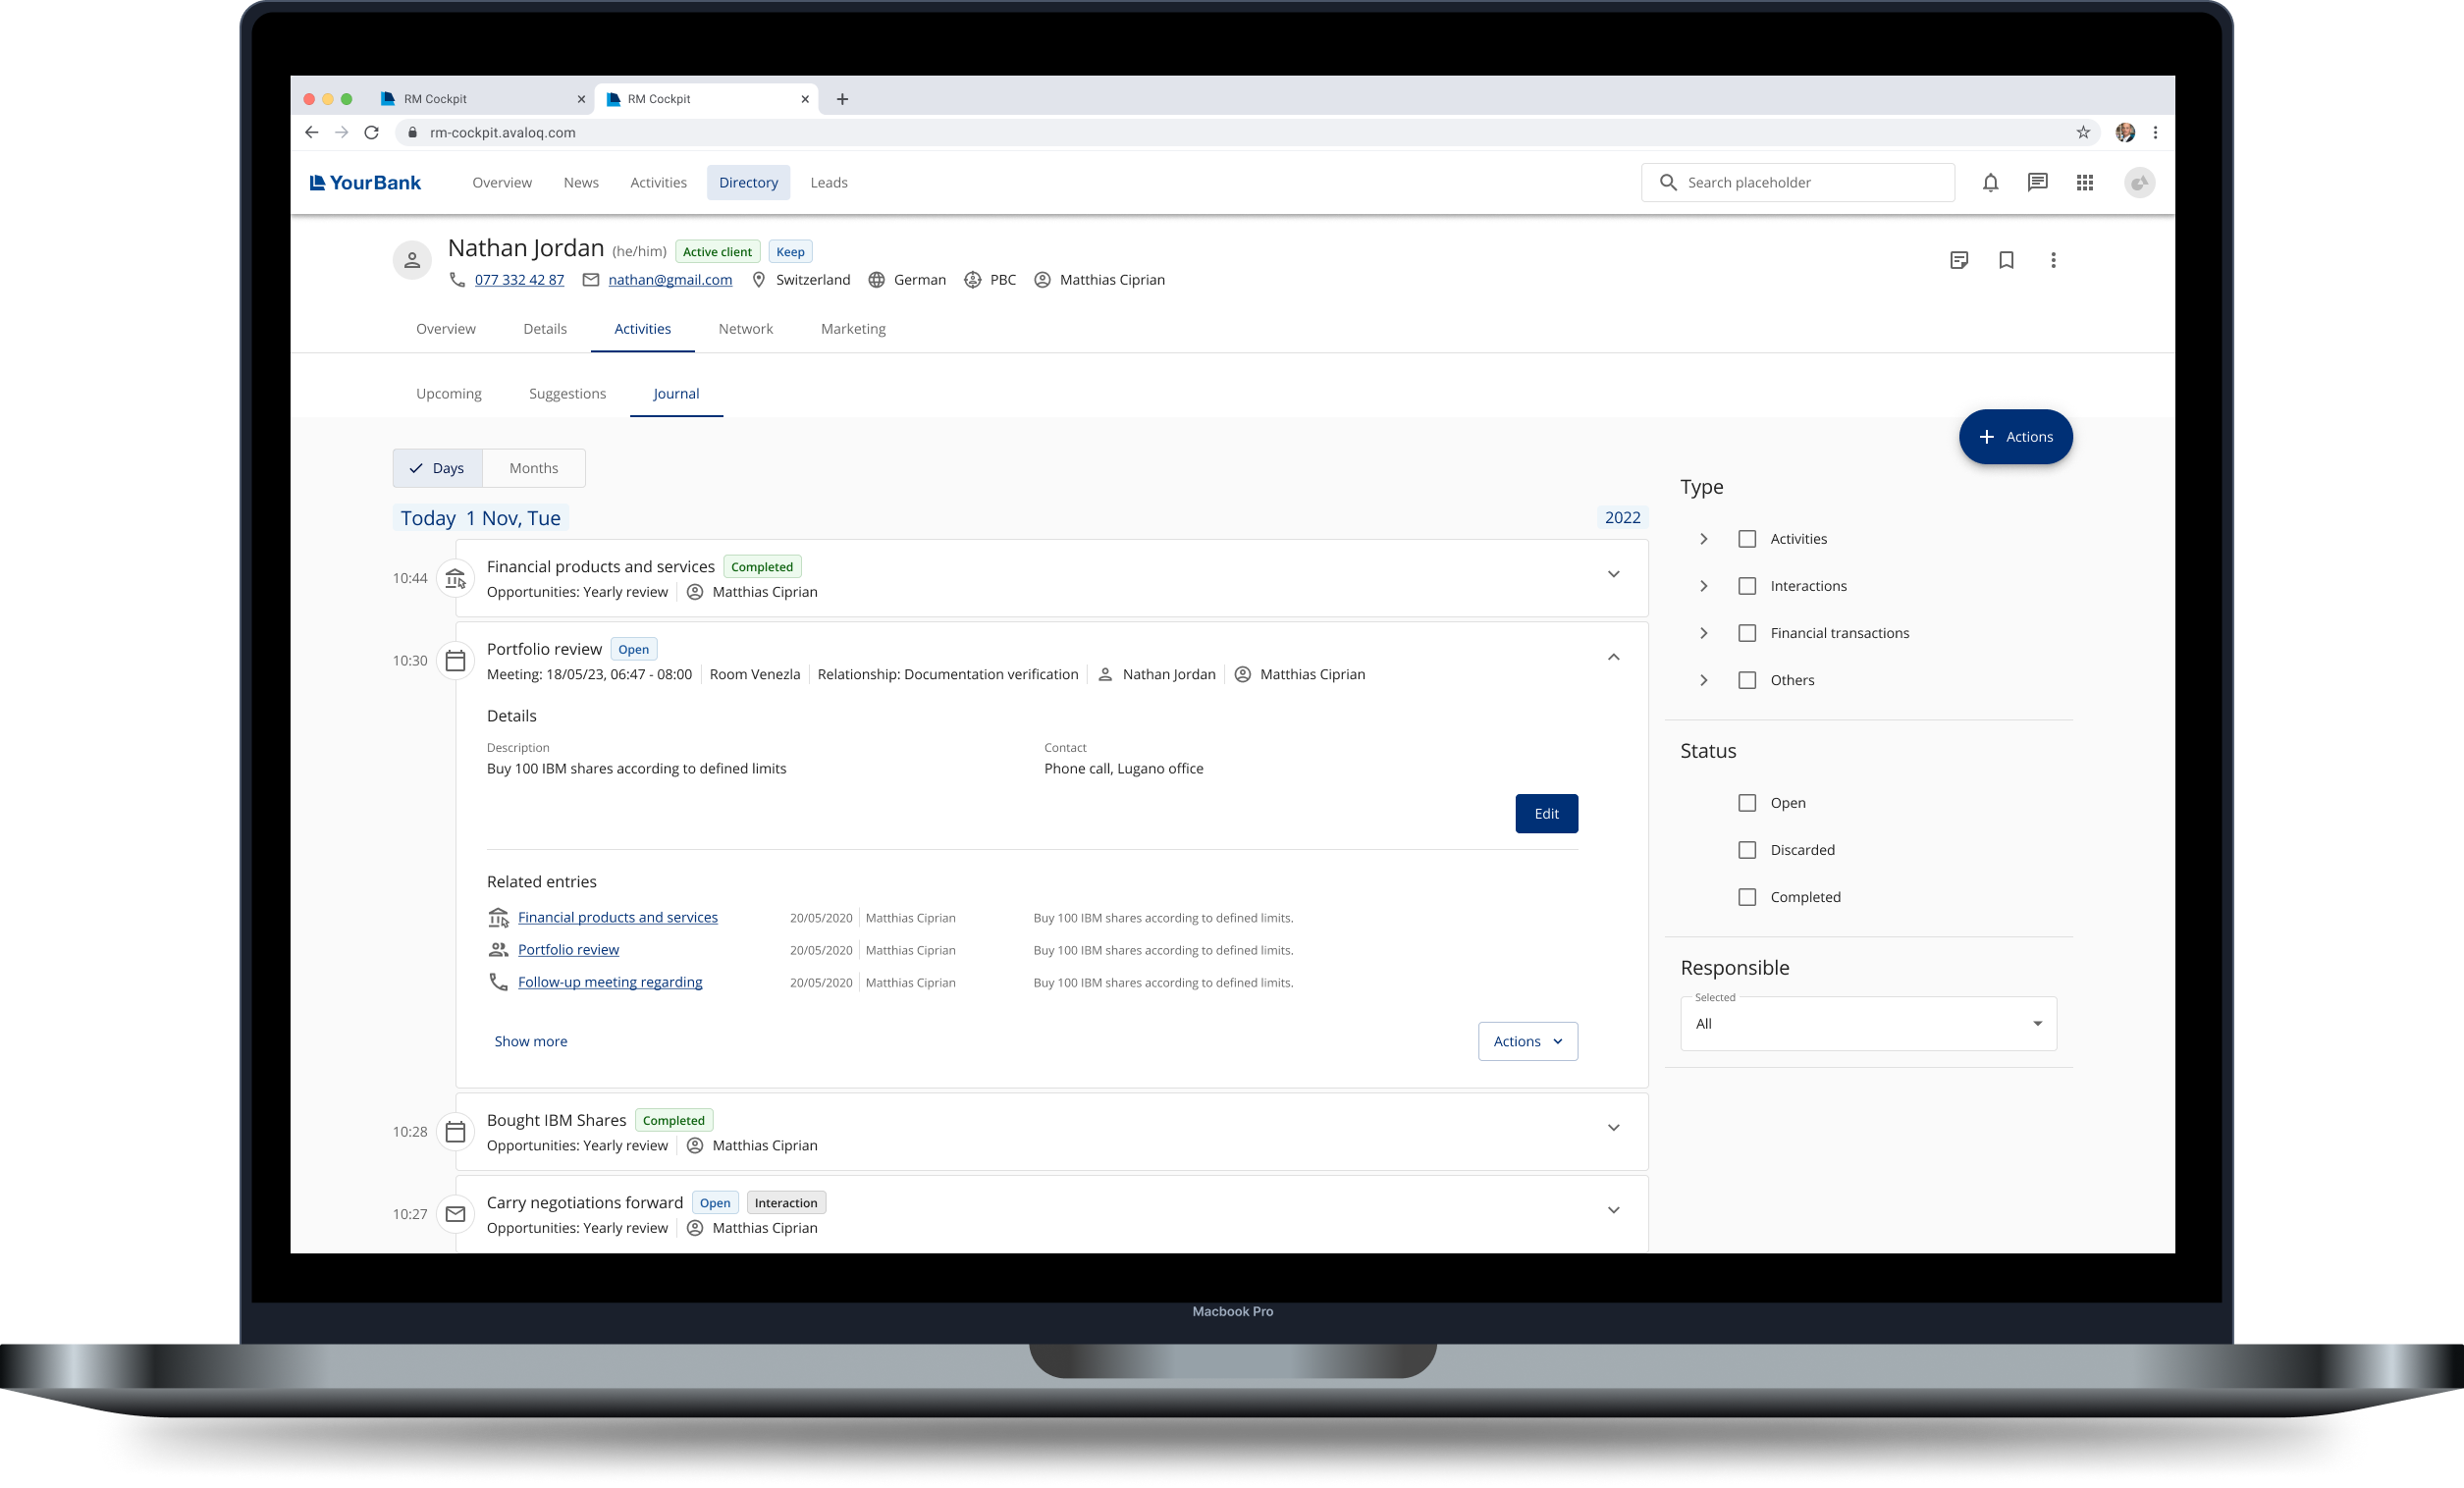 RM Cockpit
RM Cockpit
rm-cockpit.avaloq.com
YourBank
Overview News Activities Directory Leads
Search placeholder
Nathan Jordan (he/him) Active client Keep
077 332 42 87 nathan@gmail.com Switzerland German PBC Matthias Ciprian
Overview Details Activities Network Marketing
Upcoming Suggestions Journal
Actions
Days Months
Today 1 Nov, Tue 2022
10:44
Financial products and services Completed
Opportunities: Yearly review Matthias Ciprian
10:30
Portfolio review Open
Meeting: 18/05/23, 06:47 - 08:00 Room Venezla Relationship: Documentation verification Nathan Jordan Matthias Ciprian
Details
Description Contact
Buy 100 IBM shares according to defined limits Phone call, Lugano office
Edit
Related entries
Financial products and services 20/05/2020 Matthias Ciprian Buy 100 IBM shares according to defined limits.
Portfolio review 20/05/2020 Matthias Ciprian Buy 100 IBM shares according to defined limits.
Follow-up meeting regarding 20/05/2020 Matthias Ciprian Buy 100 IBM shares according to defined limits.
Show more Actions
10:28
Bought IBM Shares Completed
Opportunities: Yearly review Matthias Ciprian
10:27
Carry negotiations forward Open Interaction
Opportunities: Yearly review Matthias Ciprian
Type
Activities
Interactions
Financial transactions
Others
Status
Open
Discarded
Completed
Responsible
Selected
All
Macbook Pro